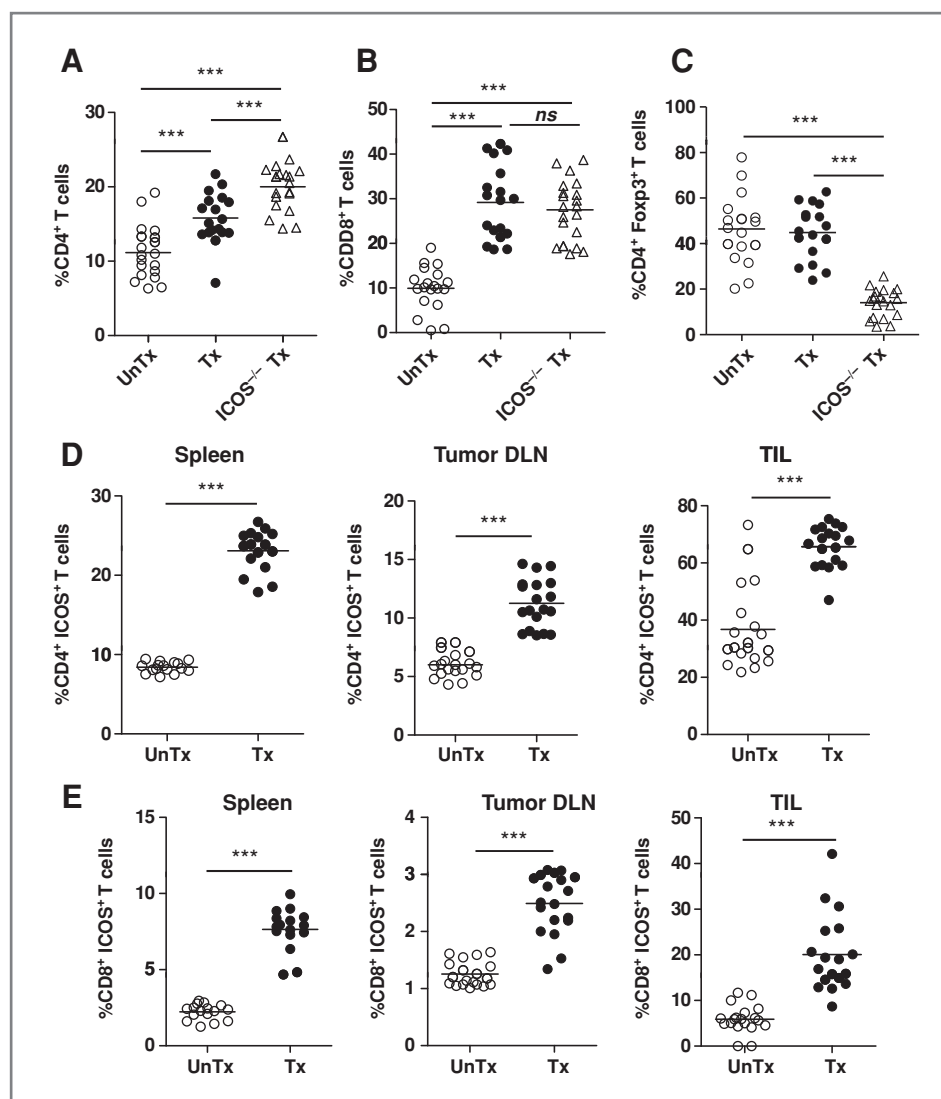 A
B
C
***
***
***
%CD4⁺ T cells
30
20
10
0
UnTx
Tx
ICOS⁻/⁻ Tx
***
***
ns
%CDD8⁺ T cells
50
40
30
20
10
0
UnTx
Tx
ICOS⁻/⁻ Tx
***
***
%CD4⁺ Foxp3⁺ T cells
100
80
60
40
20
0
UnTx
Tx
ICOS⁻/⁻ Tx
D
Spleen
***
%CD4⁺ ICOS⁺ T cells
30
20
10
0
UnTx
Tx
Tumor DLN
***
%CD4⁺ ICOS⁺ T cells
20
15
10
5
0
UnTx
Tx
TIL
***
%CD4⁺ ICOS⁺ T cells
80
60
40
20
0
UnTx
Tx
E
Spleen
***
%CD8⁺ ICOS⁺ T cells
15
10
5
0
UnTx
Tx
Tumor DLN
***
%CD8⁺ ICOS⁺ T cells
4
3
2
1
0
UnTx
Tx
TIL
***
%CD8⁺ ICOS⁺ T cells
50
40
30
20
10
0
UnTx
Tx